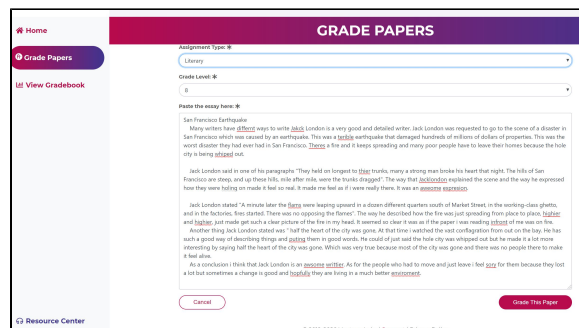 Home
GRADE PAPERS
Grade Papers
View Gradebook
Assignment Type: *
Literary
Grade Level: *
8
Paste the essay here: *
San Francisco Earthquake
Many writers have differnt ways to write Jakck London is a very good and detailed writer. Jack London was requested to go to the scene of a disaster in
San Francisco which was caused by an earthquake. This was a terible earthquake that damaged hundreds of millions of dollars of properties. This was the
worst disaster they had ever had in San Francisco. Theres a fire and it keeps spreading and many poor people have to leave their homes because the hole
city is being whiped out.
Jack London said in one of his paragraphs "They held on longest to thier trunks, many a strong man broke his heart that night. The hills of San
Francisco are steep, and up these hills, mile after mile, were the trunks dragged". The way that Jacklondon explained the scene and the way he expressed
how they were holing on made it feel so real. It made me feel as if i were really there. It was an awsome expresion.
Jack London stated "A minute later the flams were leaping upward in a dozen different quarters south of Market Street, in the working-class ghetto,
and in the factories, fires started. There was no opposing the flames". The way he described how the fire was just spreading from place to place, highier
and highier, just made get such a clear picture of the fire in my head. It seemed so clear it was as if the paper i was reading infront of me was on fire.
Another thing Jack London stated was " half the heart of the city was gone. At that time i watched the vast conflagration from out on the bay. He has
such a good way of describing things and puting them in good words. He could of just said the hole city was whipped out but he made it a lot more
interesting by saying half the heart of the city was gone. Which was very true because most of the city was gone and there was no people there to make
it feel alive.
As a conclusion i think that Jack London is an awsome writtier. As for the people who had to move and just leave i feel sory for them because they lost
a lot but sometimes a change is good and hopfully they are living in a much better enviroment.
Cancel
Grade This Paper
Resource Center